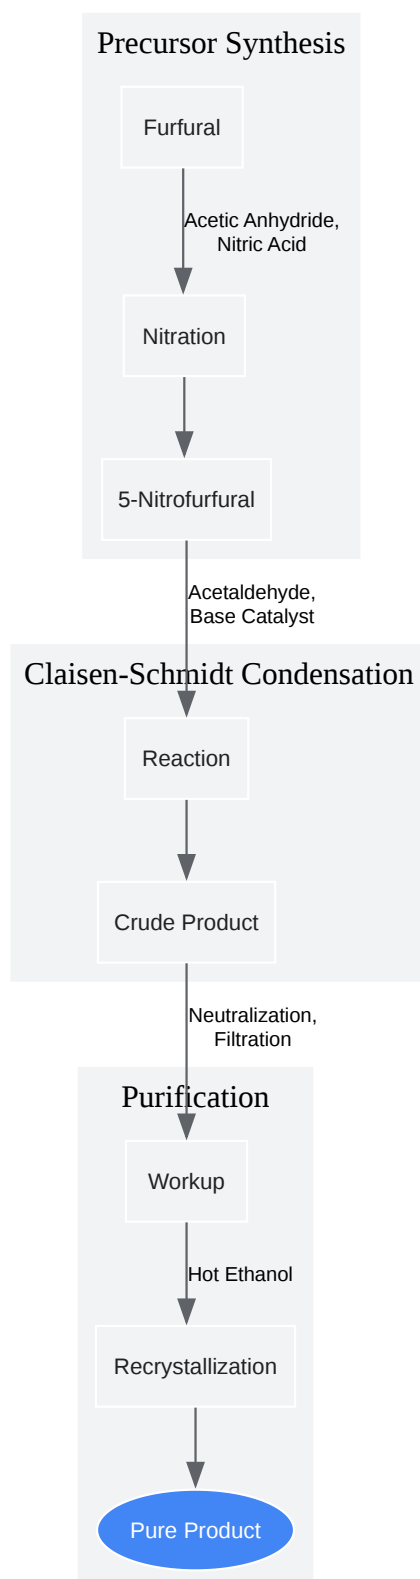 Precursor Synthesis
Furfural
Acetic Anhydride,
Nitric Acid
Nitration
5-Nitrofurfural
Acetaldehyde,
Base Catalyst
Claisen-Schmidt Condensation
Reaction
Crude Product
Neutralization,
Filtration
Purification
Workup
Hot Ethanol
Recrystallization
Pure Product